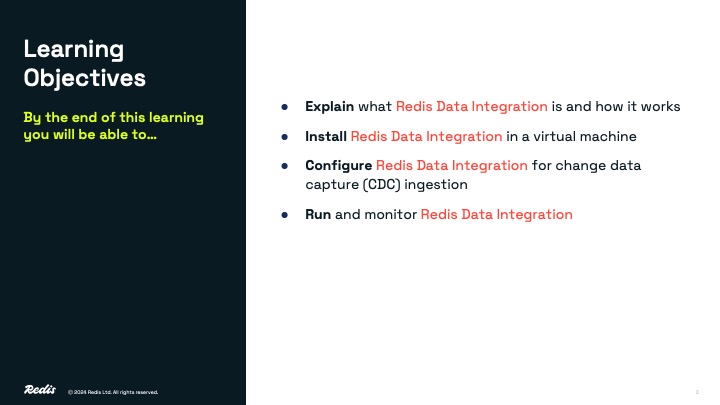 Learning
Objectives
By the end of this learning
you will be able to...
● Explain what Redis Data Integration is and how it works
● Install Redis Data Integration in a virtual machine
● Configure Redis Data Integration for change data
capture (CDC) ingestion
● Run and monitor Redis Data Integration
Redis
© 2024 Redis Ltd. All rights reserved.